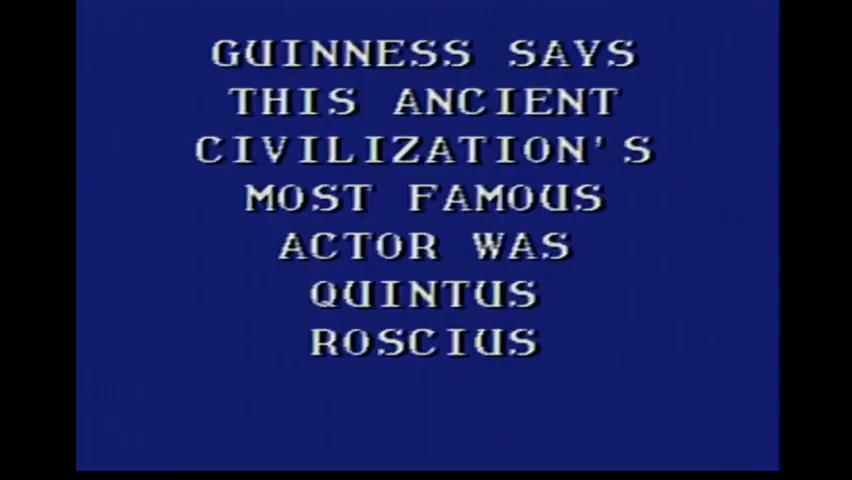 GUINNESS SAYS
THIS ANCIENT
CIVILIZATION'S
MOST FAMOUS
ACTOR WAS
QUINTUS
ROSCIUS